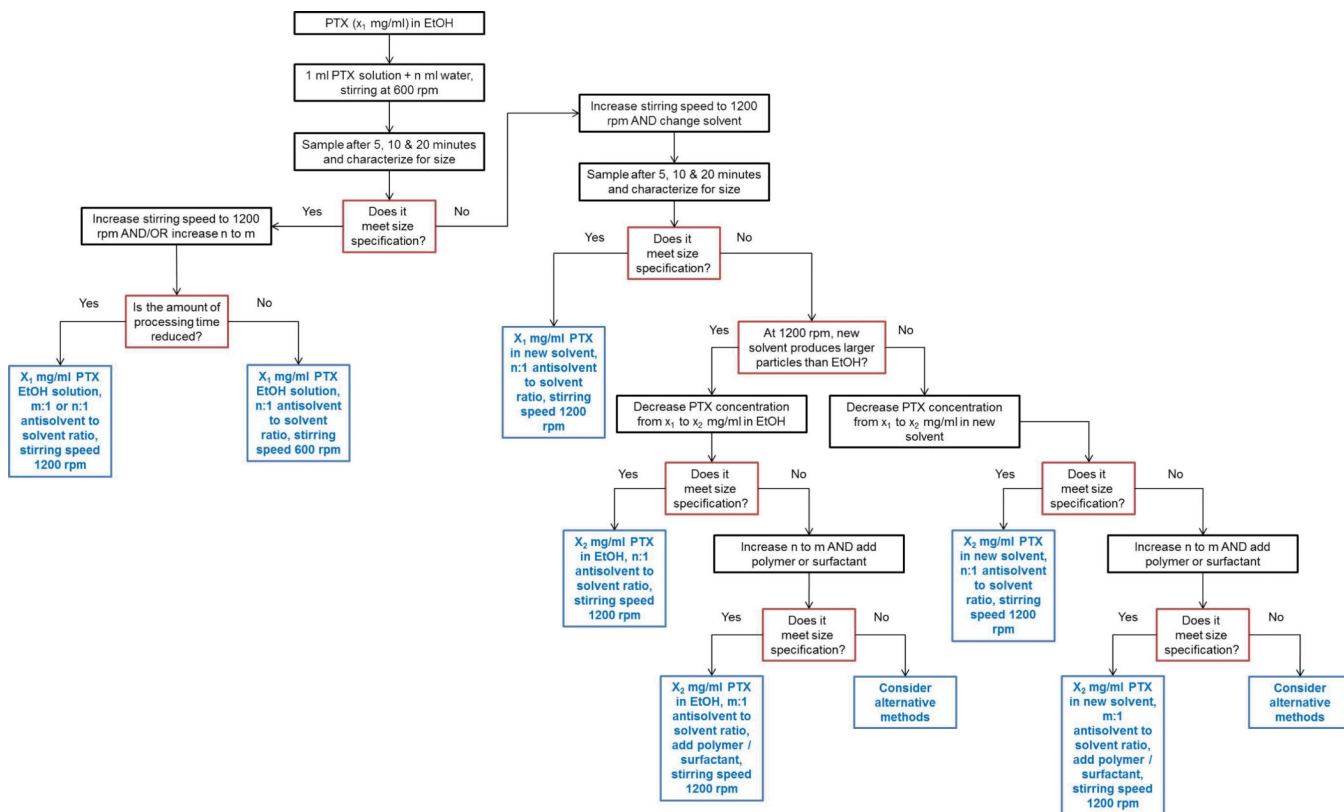 PTX (x₁ mg/ml) in EtOH
1 ml PTX solution + n ml water,
stirring at 600 rpm
Sample after 5, 10 & 20 minutes
and characterize for size
Does it
meet size
specification?
Yes
No
Increase stirring speed to 1200
rpm AND/OR increase n to m
Is the amount of
processing time
reduced?
Yes
No
X₁ mg/ml PTX
EtOH solution,
m:1 or n:1
antisolvent to
solvent ratio,
stirring speed
1200 rpm
X₁ mg/ml PTX
EtOH solution,
n:1 antisolvent
to solvent
ratio, stirring
speed 600 rpm
Increase stirring speed to 1200
rpm AND change solvent
Sample after 5, 10 & 20 minutes
and characterize for size
Does it
meet size
specification?
Yes
No
X₁ mg/ml PTX
in new solvent,
n:1 antisolvent
to solvent
ratio, stirring
speed 1200
rpm
At 1200 rpm, new
solvent produces larger
particles than EtOH?
Yes
No
Decrease PTX concentration
from x₁ to x₂ mg/ml in EtOH
Does it
meet size
specification?
Yes
No
X₂ mg/ml PTX
in EtOH, n:1
antisolvent to
solvent ratio,
stirring speed
1200 rpm
Increase n to m AND add
polymer or surfactant
Does it
meet size
specification?
Yes
No
X₂ mg/ml PTX
in EtOH, m:1
antisolvent to
solvent ratio,
add polymer /
surfactant,
stirring speed
1200 rpm
Consider
alternative
methods
Decrease PTX concentration
from x₁ to x₂ mg/ml in new
solvent
Does it
meet size
specification?
Yes
No
X₂ mg/ml PTX
in new solvent,
n:1 antisolvent
to solvent
ratio, stirring
speed 1200
rpm
Increase n to m AND add
polymer or surfactant
Does it
meet size
specification?
Yes
No
X₂ mg/ml PTX
in new solvent,
m:1
antisolvent to
solvent ratio,
add polymer /
surfactant,
stirring speed
1200 rpm
Consider
alternative
methods